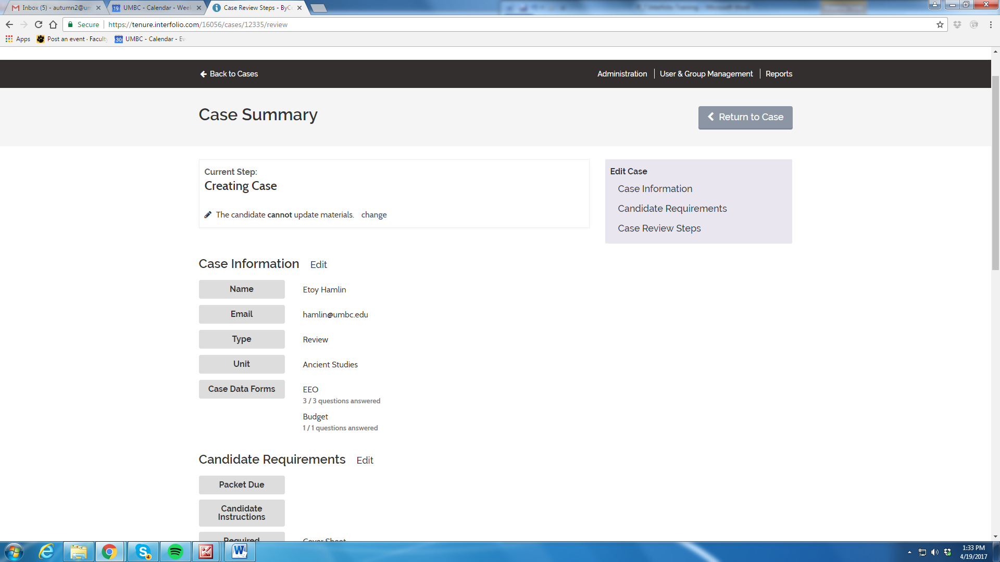 Inbox (5) - autumn2@um
UMBC - Calendar - Week
Case Review Steps - ByC
Secure
https://tenure.interfolio.com/16056/cases/12335/review
Apps
Post an event · Faculty
UMBC - Calendar - Ev
Back to Cases
Administration
User & Group Management
Reports
Case Summary
Return to Case
Current Step:
Creating Case
The candidate cannot update materials. change
Edit Case
Case Information
Candidate Requirements
Case Review Steps
Case Information Edit
Name Etoy Hamlin
Email hamlin@umbc.edu
Type Review
Unit Ancient Studies
Case Data Forms EEO
3 / 3 questions answered
Budget
1 / 1 questions answered
Candidate Requirements Edit
Packet Due
Candidate
Instructions
Required Cover Sheet
1:33 PM
4/19/2017